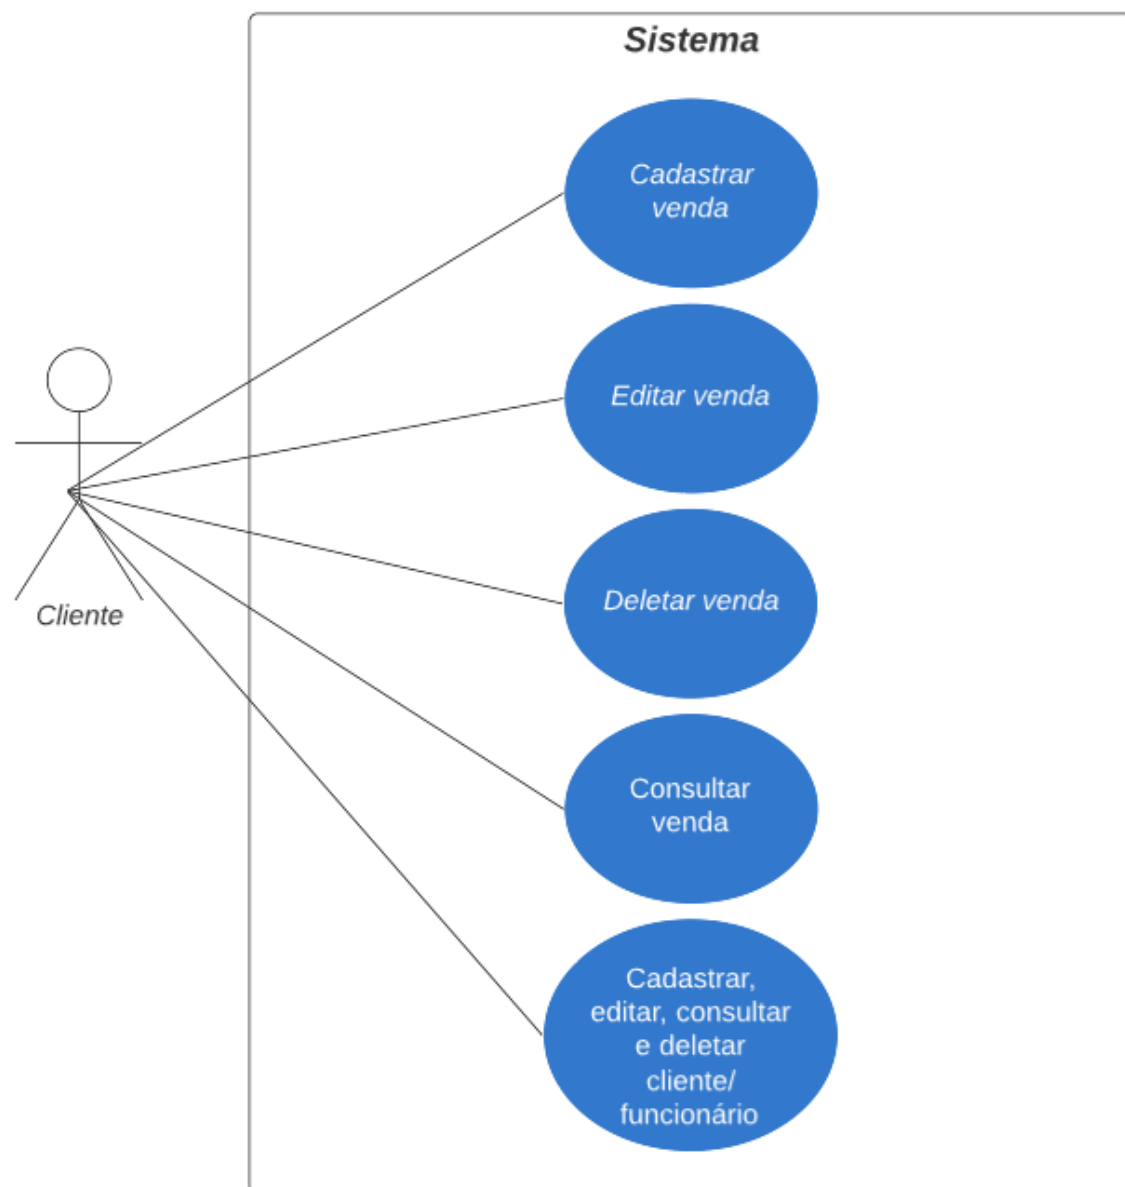 Sistema
Cadastrar
venda
Editar venda
Deletar venda
Cliente
Consultar
venda
Cadastrar,
editar, consultar
e deletar
cliente/
funcionário